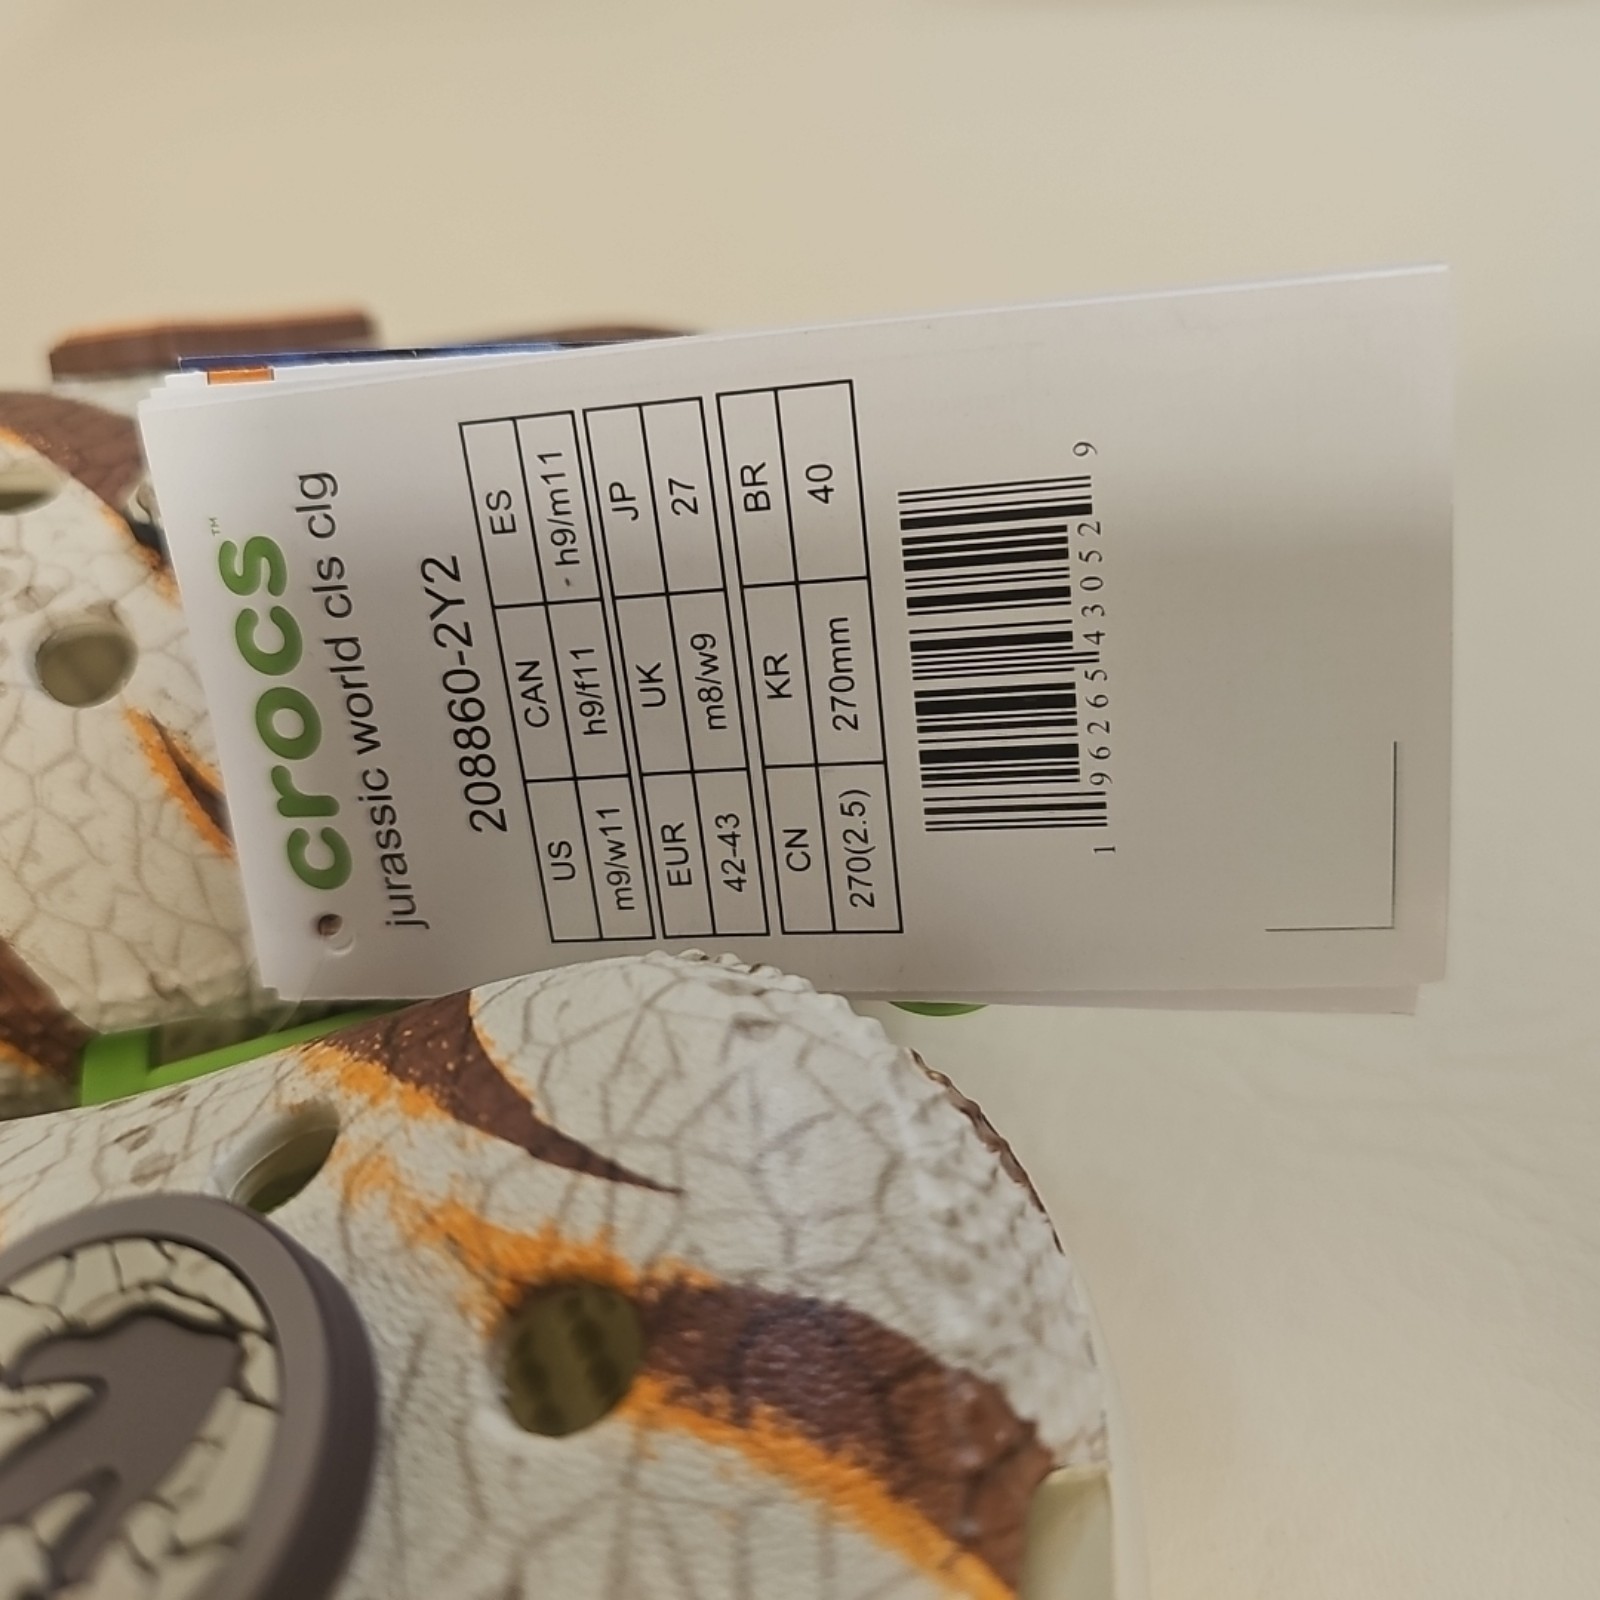 crocs™
jurassic world cls clg
208860-2Y2
US CAN ES
m9/w11 h9/f11 h9/m11
EUR UK JP
42-43 m8/w9 27
CN KR BR
270(2.5) 270mm 40
1 96265 43052 9